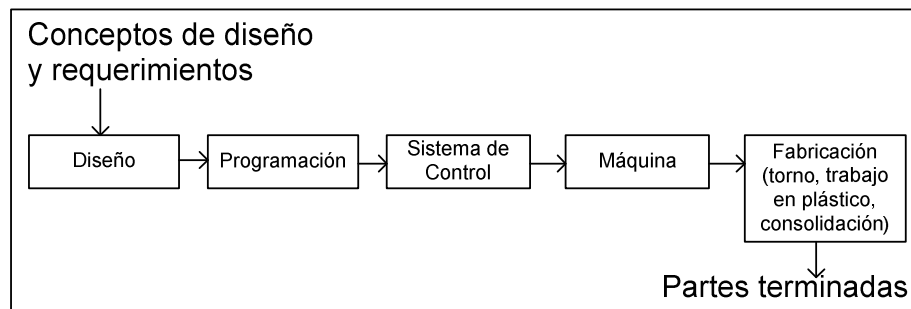 Conceptos de diseño
y requerimientos
Diseño
Programación
Sistema de
Control
Máquina
Fabricación
(torno, trabajo
en plástico,
consolidación)
Partes terminadas